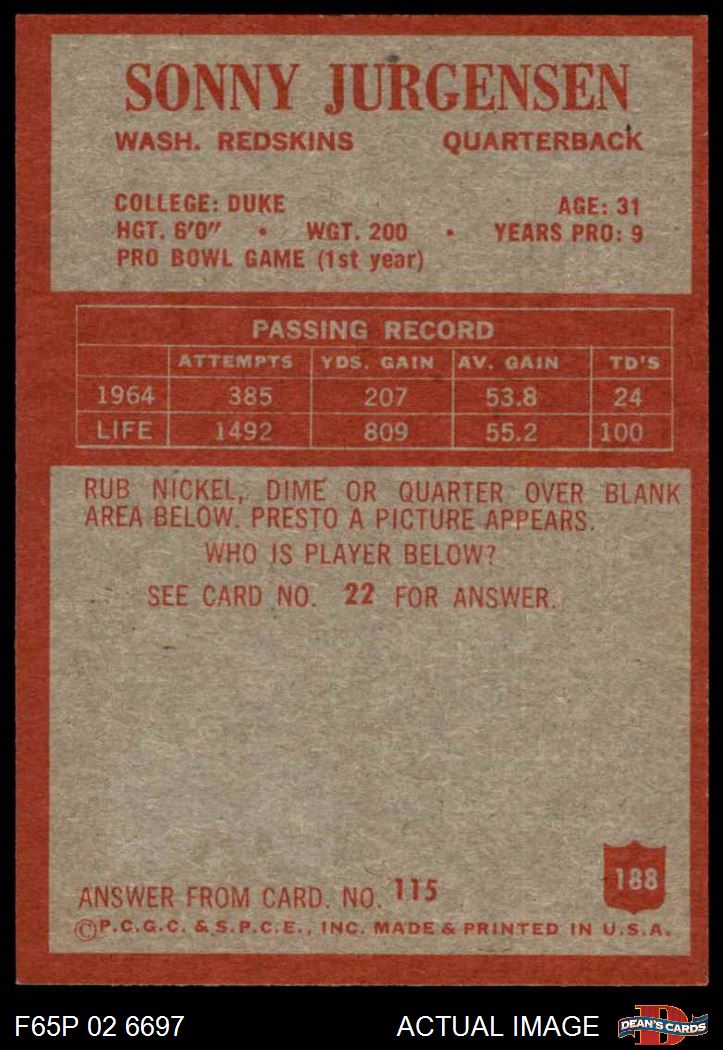 SONNY JURGENSEN
WASH. REDSKINS QUARTERBACK
COLLEGE: DUKE AGE: 31
HGT. 6'0" • WGT. 200 • YEARS PRO: 9
PRO BOWL GAME (1st year)
PASSING RECORD
ATTEMPTS YDS. GAIN AV. GAIN TD'S
1964 385 207 53.8 24
LIFE 1492 809 55.2 100
RUB NICKEL, DIME OR QUARTER OVER BLANK
AREA BELOW. PRESTO A PICTURE APPEARS.
WHO IS PLAYER BELOW?
SEE CARD NO. 22 FOR ANSWER.
188
ANSWER FROM CARD. NO. 115
©P.C.G.C. & S.P.C.E., INC. MADE & PRINTED IN U.S.A.
F65P 02 6697 ACTUAL IMAGE
D
DEAN'S CARDS